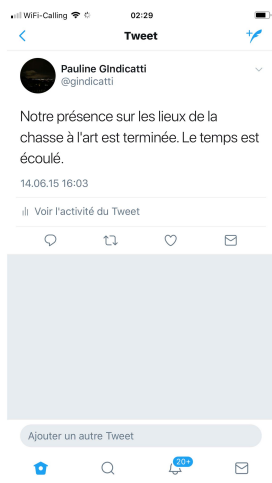 WiFi-Calling 02:29
Tweet
Pauline GIndicatti
@gindicatti
Notre présence sur les lieux de la
chasse à l'art est terminée. Le temps est
écoulé.
14.06.15 16:03
Voir l'activité du Tweet
Ajouter un autre Tweet
20+